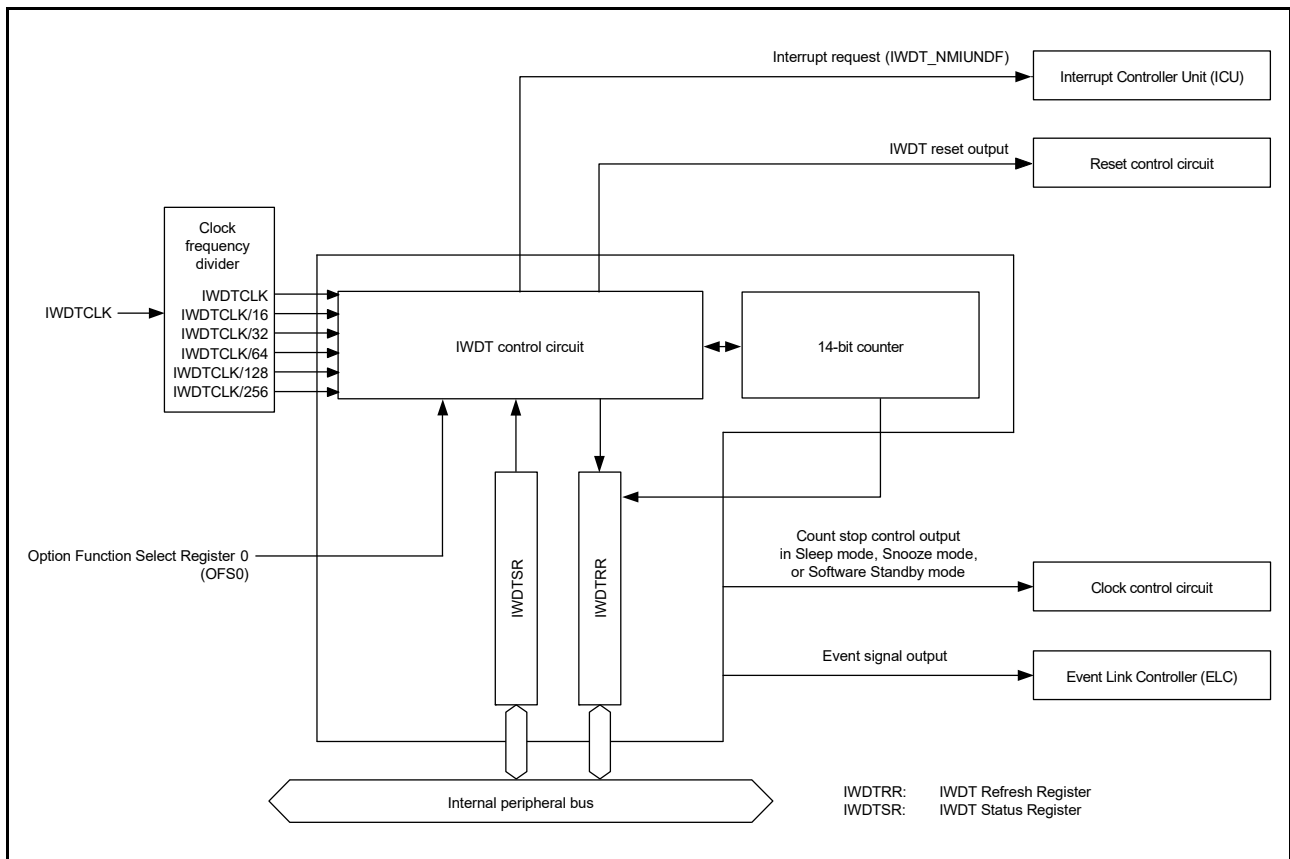 Interrupt request (IWDT_NMIUNDF)
Interrupt Controller Unit (ICU)
IWDT reset output
Reset control circuit
Clock
frequency
divider
IWDTCLK
IWDTCLK
IWDTCLK/16
IWDTCLK/32
IWDTCLK/64
IWDTCLK/128
IWDTCLK/256
IWDT control circuit
14-bit counter
Option Function Select Register 0
(OFS0)
IWDTSR
IWDTRR
Count stop control output
in Sleep mode, Snooze mode,
or Software Standby mode
Clock control circuit
Event signal output
Event Link Controller (ELC)
Internal peripheral bus
IWDTRR: IWDT Refresh Register
IWDTSR: IWDT Status Register